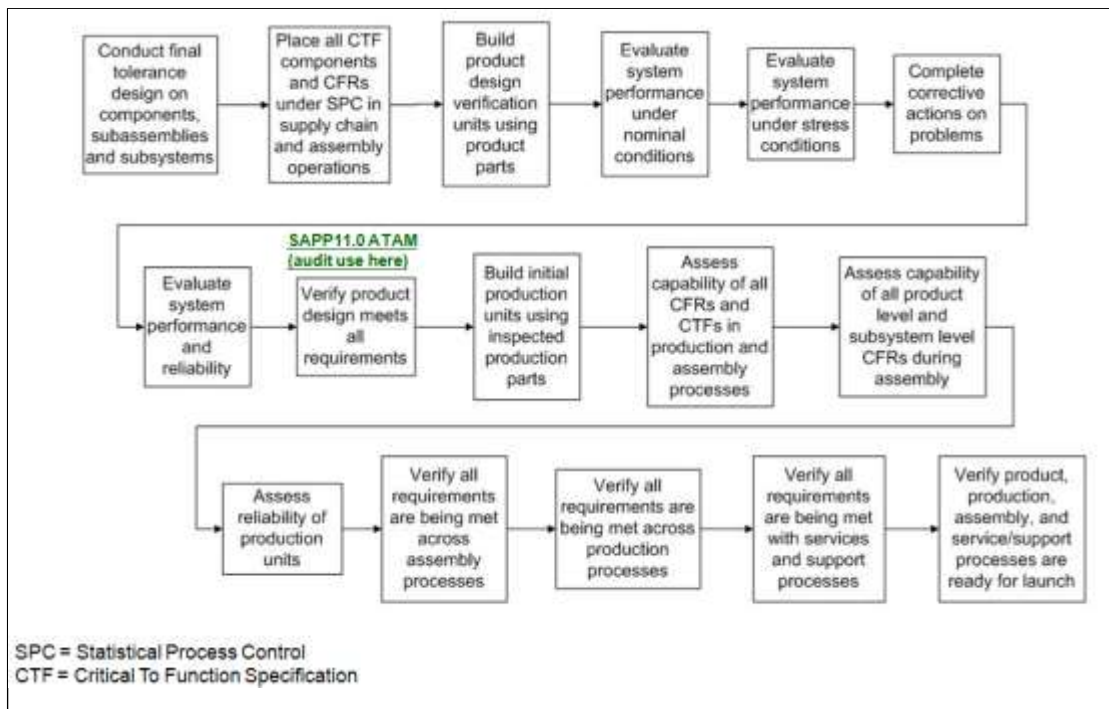 Conduct final
tolerance design on
components,
subassemblies
and subsystems
Place all CTF
components
and CFRs
under SPC in
supply chain
and assembly
operations
Build
product
design
verification
units using
product
parts
Evaluate
system
performance
under
nominal
conditions
Evaluate
system
performance
under stress
conditions
Complete
corrective
actions on
problems
Evaluate
system
performance
and
reliability
SAPP11.0 ATAM
(audit use here)
Verify product
design meets
all
requirements
Build initial
production
units using
inspected
production
parts
Assess
capability of all
CFRs and
CTFs in
production and
assembly
processes
Assess capability
of all product
level and
subsystem level
CFRs during
assembly
Assess
reliability of
production
units
Verify all
requirements
are being met
across
assembly
processes
Verify all
requirements are
being met across
production
processes
Verify all
requirements
are being met
with services
and support
processes
Verify product,
production,
assembly, and
service/support
processes are
ready for launch
SPC = Statistical Process Control
CTF = Critical To Function Specification